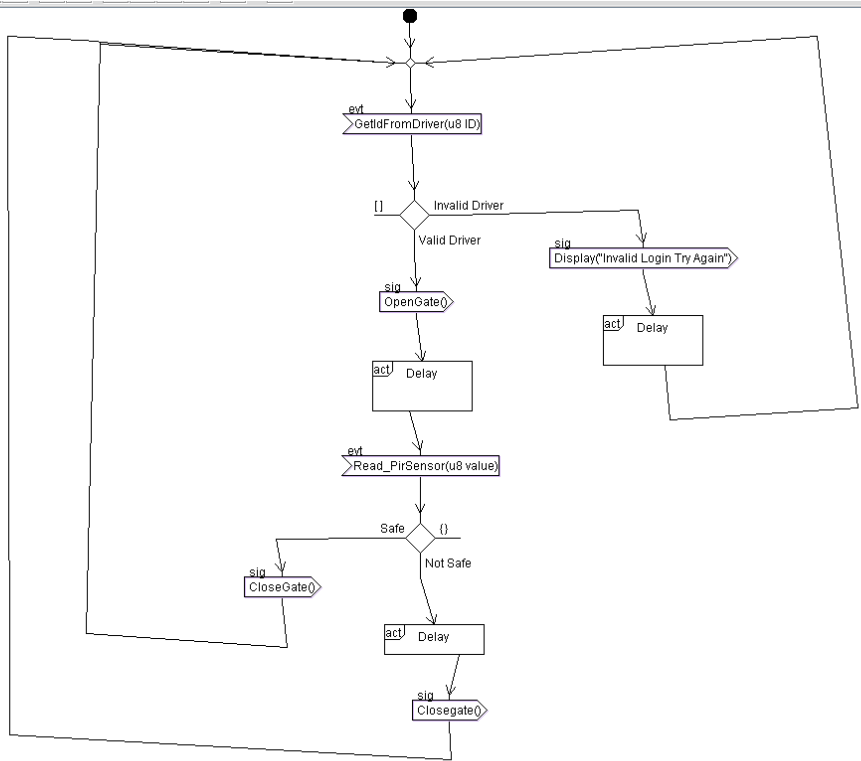 evt
GetIdFromDriver(u8 ID)
[ ]
Invalid Driver
Valid Driver
sig
Display("Invalid Login Try Again")
sig
OpenGate()
act
Delay
act
Delay
evt
Read_PirSensor(u8 value)
Safe
{}
Not Safe
sig
CloseGate()
act
Delay
sig
Closegate()